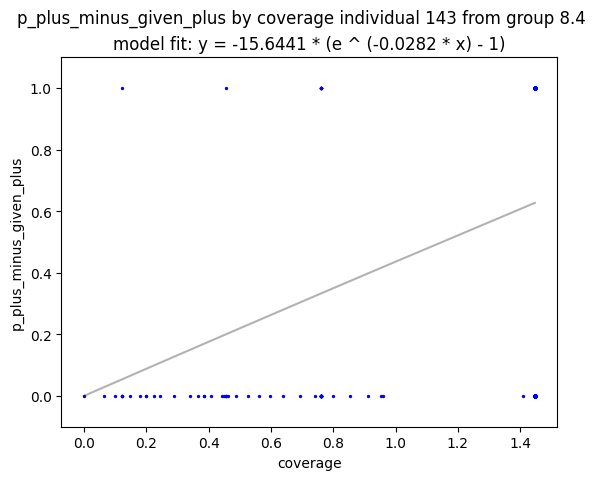 p_plus_minus_given_plus by coverage individual 143 from group 8.4
model fit: y = -15.6441 * (e ^ (-0.0282 * x) - 1)
1.0
0.8
0.6
0.4
0.2
0.0
p_plus_minus_given_plus
0.0 0.2 0.4 0.6 0.8 1.0 1.2 1.4
coverage